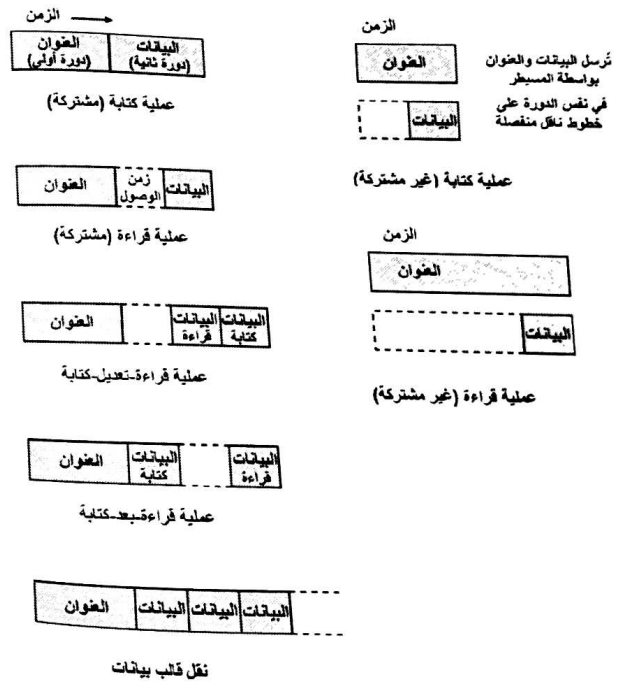 الزمن
العنوان البيانات
(دورة أولى) (دورة ثانية)
عملية كتابة (مشتركة)
العنوان زمن الوصول البيانات
عملية قراءة (مشتركة)
العنوان البيانات قراءة البيانات كتابة
عملية قراءة-تعديل-كتابة
العنوان البيانات كتابة البيانات قراءة
عملية قراءة-بعد-كتابة
العنوان البيانات البيانات البيانات
نقل قالب بيانات
الزمن
العنوان
تُرسل البيانات والعنوان
بواسطة المسيطر
في نفس الدورة على
خطوط ناقل منفصلة
البيانات
عملية كتابة (غير مشتركة)
الزمن
العنوان
البيانات
عملية قراءة (غير مشتركة)